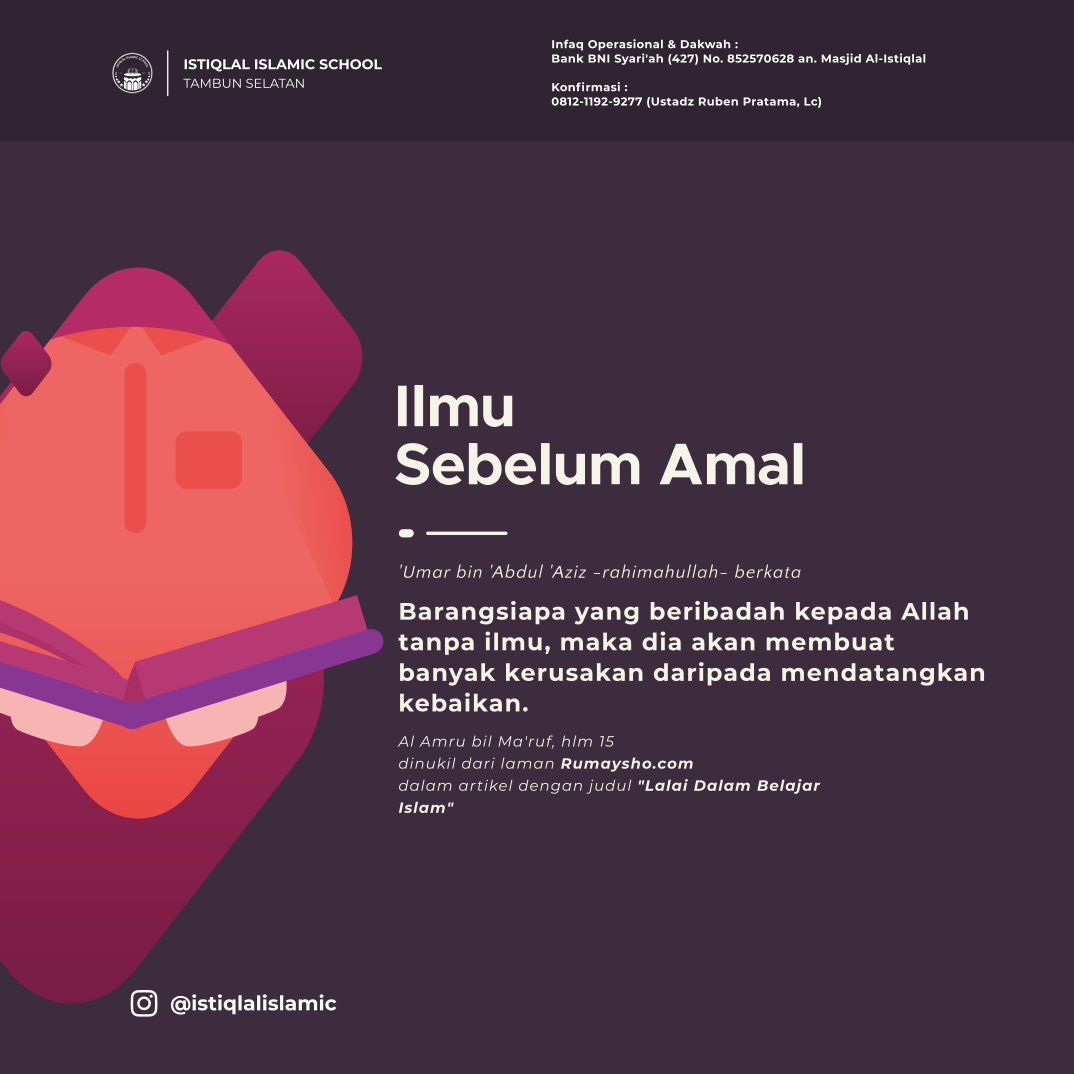 ISTIQLAL ISLAMIC SCHOOL
TAMBUN SELATAN
Infaq Operasional & Dakwah :
Bank BNI Syari'ah (427) No. 852570628 an. Masjid Al-Istiqlal
Konfirmasi :
0812-1192-9277 (Ustadz Ruben Pratama, Lc)
Ilmu
Sebelum Amal
'Umar bin 'Abdul 'Aziz -rahimahullah- berkata
Barangsiapa yang beribadah kepada Allah
tanpa ilmu, maka dia akan membuat
banyak kerusakan daripada mendatangkan
kebaikan.
Al Amru bil Ma'ruf, hlm 15
dinukil dari laman Rumaysho.com
dalam artikel dengan judul "Lalai Dalam Belajar
Islam"
@istiqlalislamic